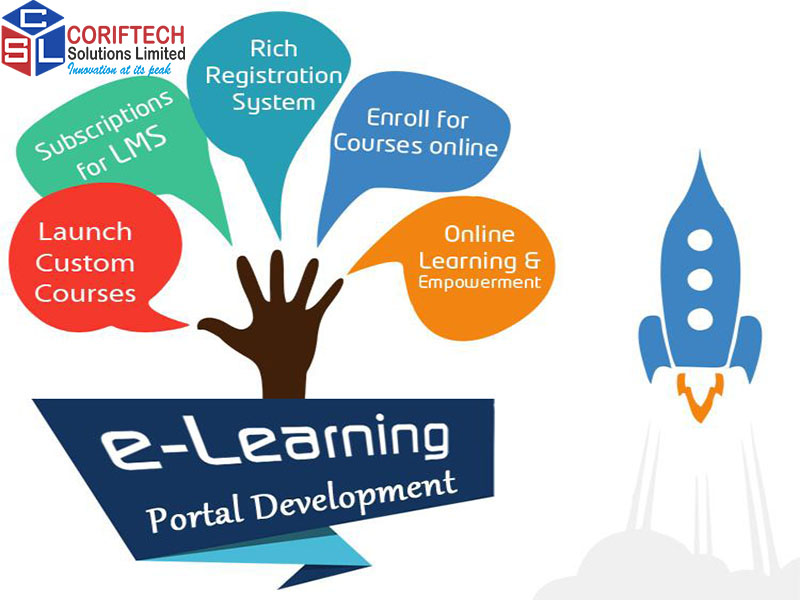 CSL
CORIFTECH
Solutions Limited
Innovation at its peak
Rich
Registration
System
Subscriptions
for LMS
Enroll for
Courses online
Launch
Custom
Courses
Online
Learning &
Empowerment
e-Learning
Portal Development